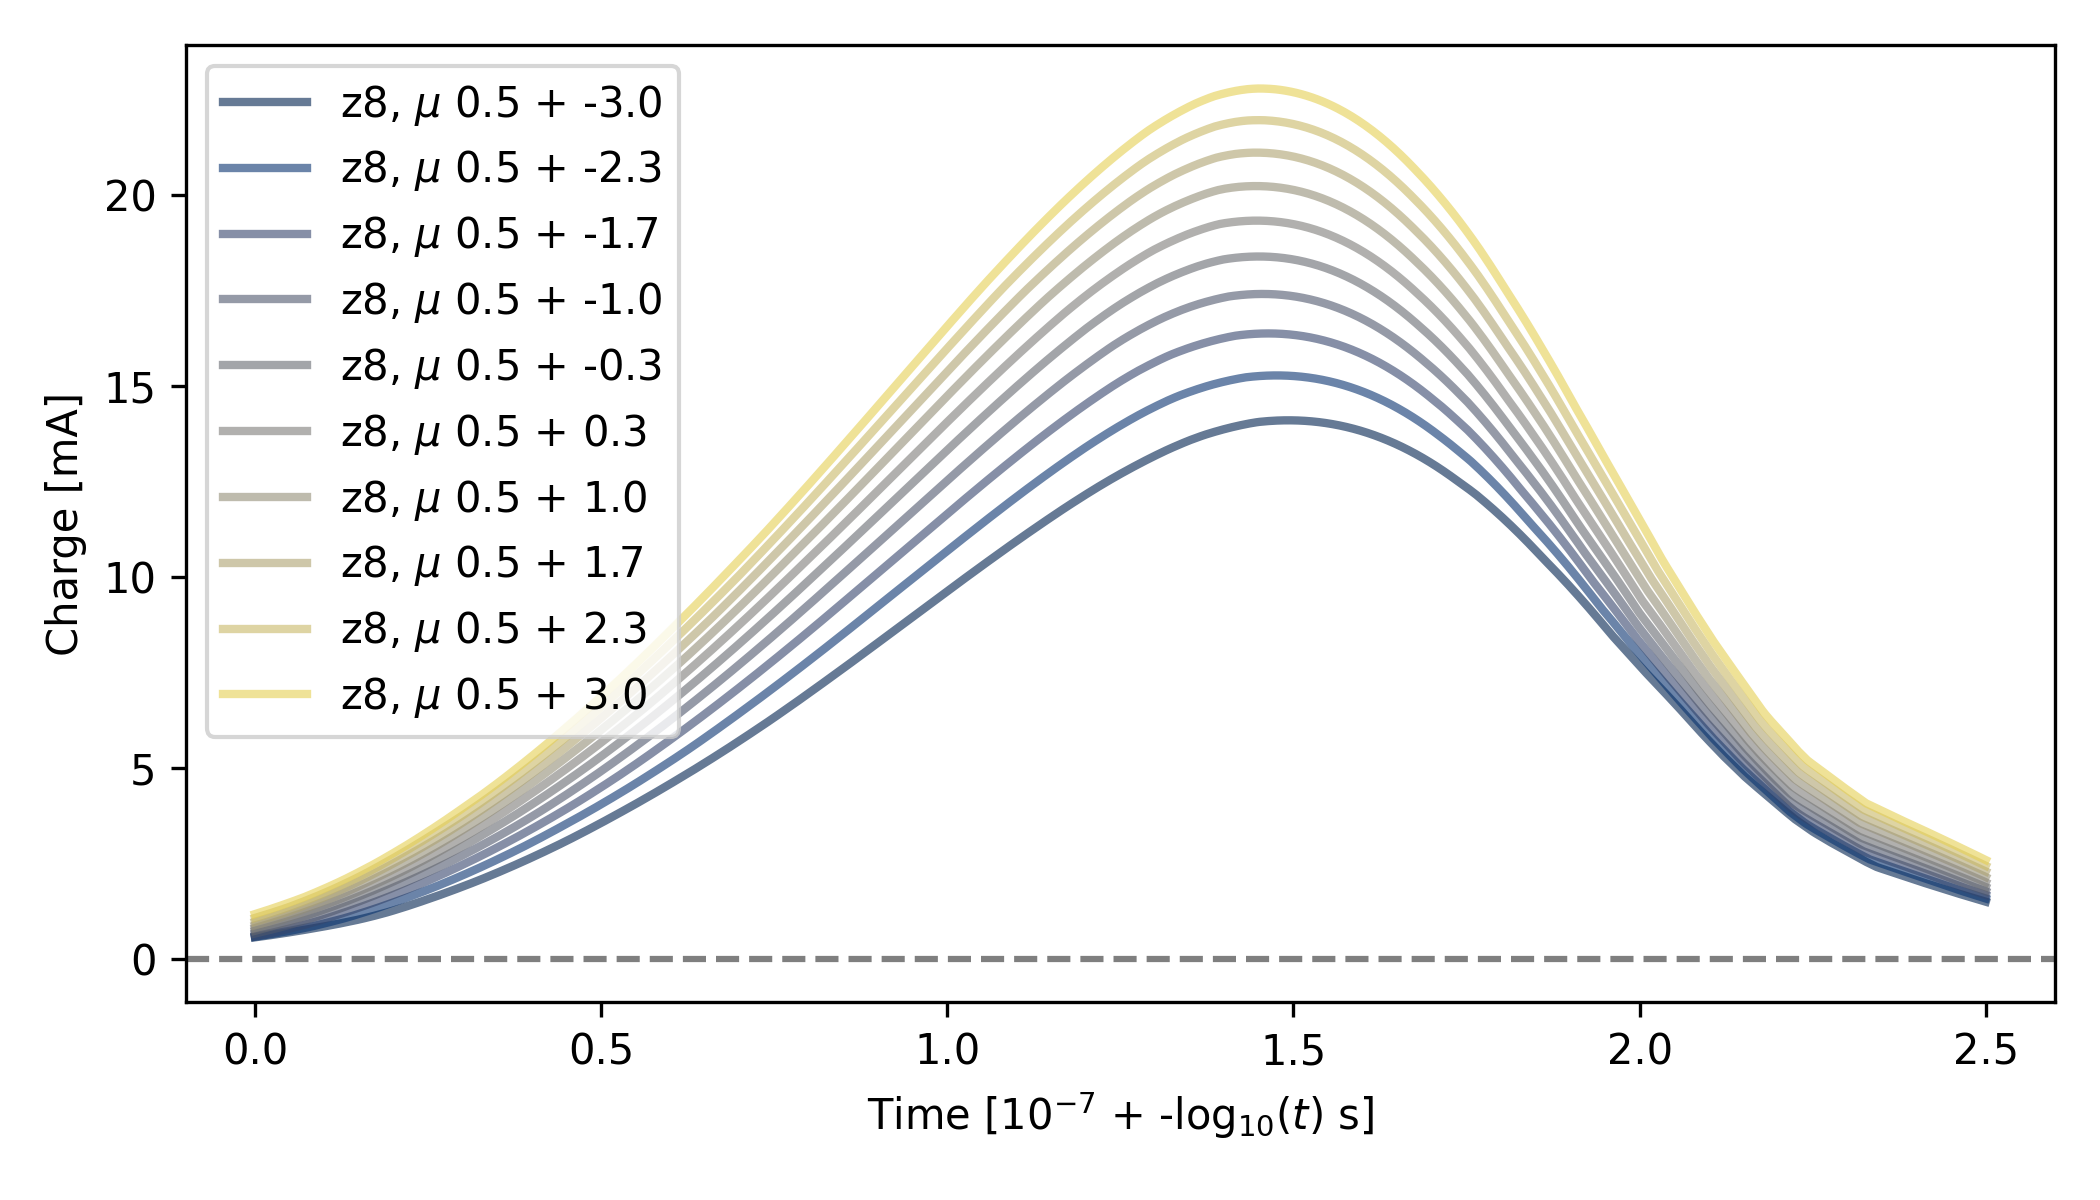 z8, μ 0.5 + -3.0
z8, μ 0.5 + -2.3
z8, μ 0.5 + -1.7
z8, μ 0.5 + -1.0
z8, μ 0.5 + -0.3
z8, μ 0.5 + 0.3
z8, μ 0.5 + 1.0
z8, μ 0.5 + 1.7
z8, μ 0.5 + 2.3
z8, μ 0.5 + 3.0
20
15
10
5
0
Charge [mA]
0.0 0.5 1.0 1.5 2.0 2.5
Time [10⁻⁷ + -log₁₀(t) s]